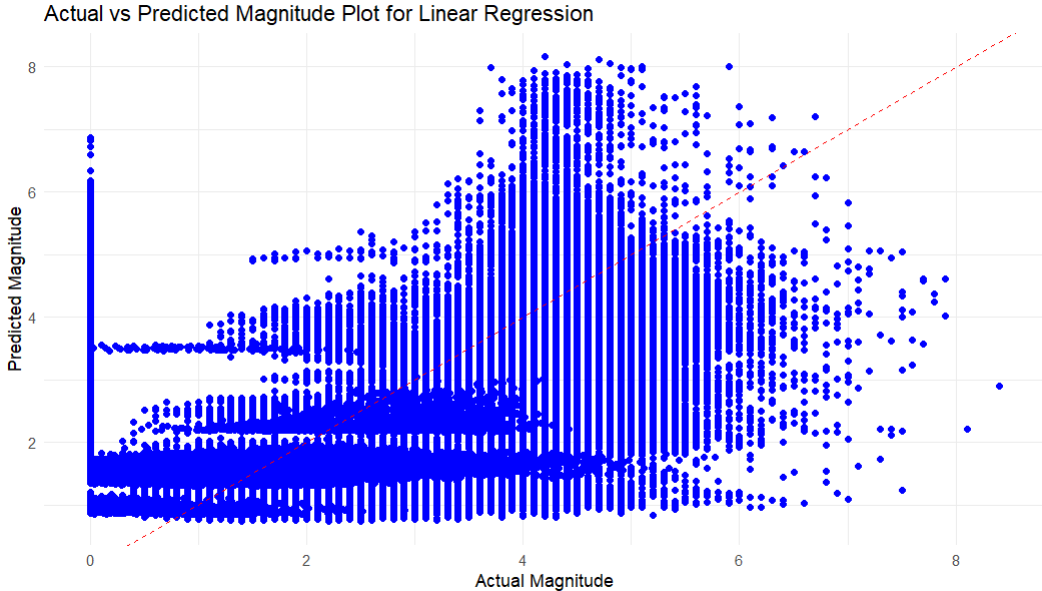 Actual vs Predicted Magnitude Plot for Linear Regression
8
6
4
2
Predicted Magnitude
0 2 4 6 8
Actual Magnitude